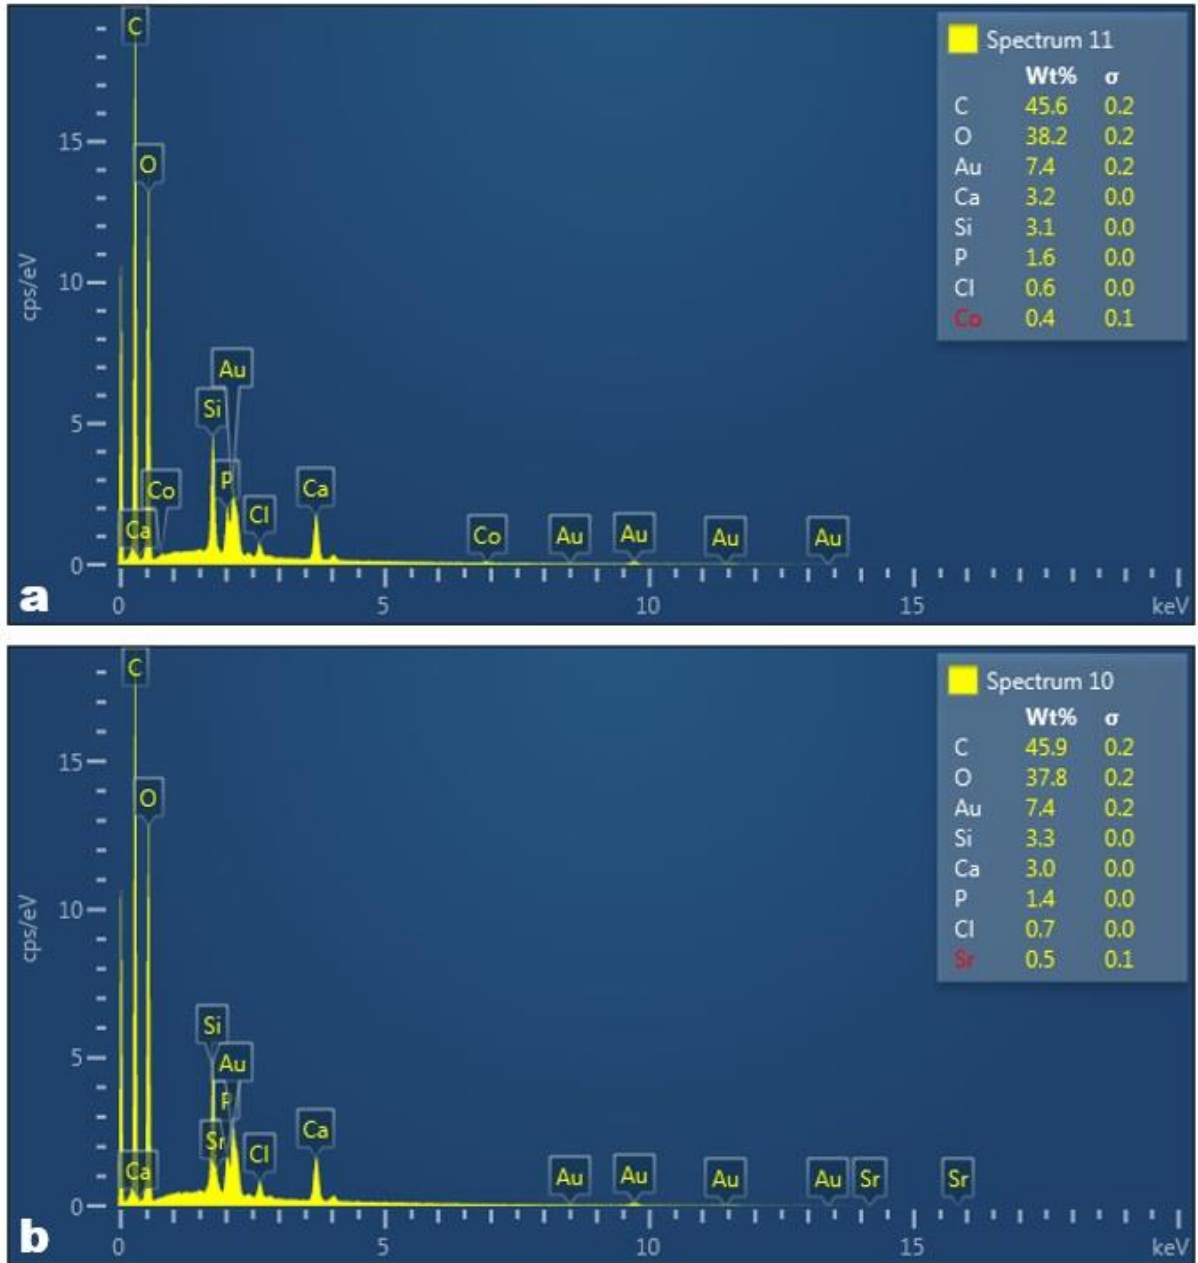 Spectrum 11
Wt% σ
C 45.6 0.2
O 38.2 0.2
Au 7.4 0.2
Ca 3.2 0.0
Si 3.1 0.0
P 1.6 0.0
Cl 0.6 0.0
Co 0.4 0.1
cps/eV
15
10
5
0
C
O
Au
Si
P
Co
Cl
Ca
Ca
Co
Au
Au
Au
Au
a
0 5 10 15 keV
Spectrum 10
Wt% σ
C 45.9 0.2
O 37.8 0.2
Au 7.4 0.2
Si 3.3 0.0
Ca 3.0 0.0
P 1.4 0.0
Cl 0.7 0.0
Sr 0.5 0.1
cps/eV
15
10
5
0
C
O
Si
Au
P
Sr
Cl
Ca
Ca
Au
Au
Au
Au
Sr
Sr
b
0 5 10 15 keV